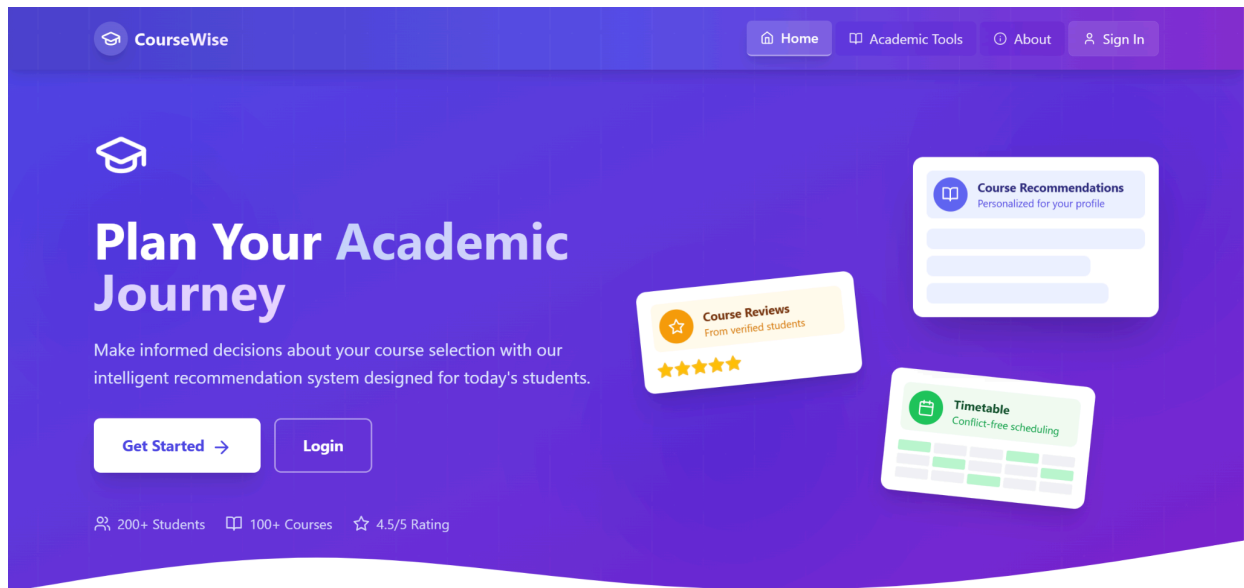 CourseWise
Home
Academic Tools
About
Sign In
Plan Your Academic
Journey
Make informed decisions about your course selection with our
intelligent recommendation system designed for today's students.
Get Started
Login
200+ Students
100+ Courses
4.5/5 Rating
Course Recommendations
Personalized for your profile
Course Reviews
From verified students
Timetable
Conflict-free scheduling